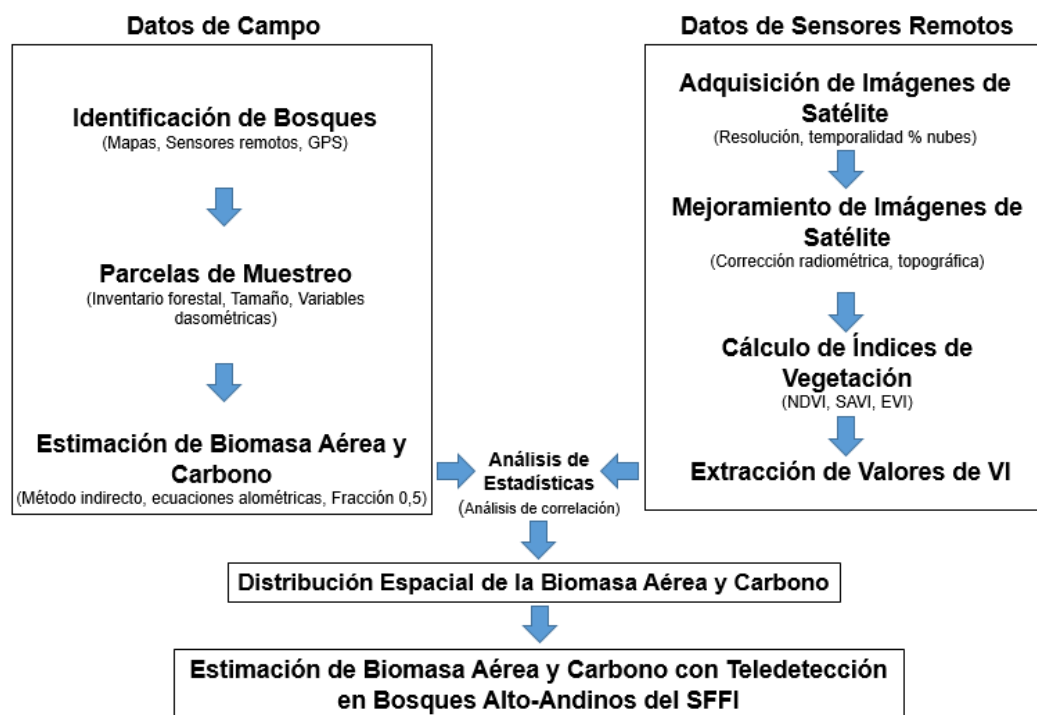 Datos de Campo
Identificación de Bosques
(Mapas, Sensores remotos, GPS)
Parcelas de Muestreo
(Inventario forestal, Tamaño, Variables
dasométricas)
Estimación de Biomasa Aérea y
Carbono
(Método indirecto, ecuaciones alométricas, Fracción 0,5)
Datos de Sensores Remotos
Adquisición de Imágenes de
Satélite
(Resolución, temporalidad % nubes)
Mejoramiento de Imágenes de
Satélite
(Corrección radiométrica, topográfica)
Cálculo de Índices de
Vegetación
(NDVI, SAVI, EVI)
Extracción de Valores de VI
Análisis de
Estadísticas
(Análisis de correlación)
Distribución Espacial de la Biomasa Aérea y Carbono
Estimación de Biomasa Aérea y Carbono con Teledetección
en Bosques Alto-Andinos del SFFI